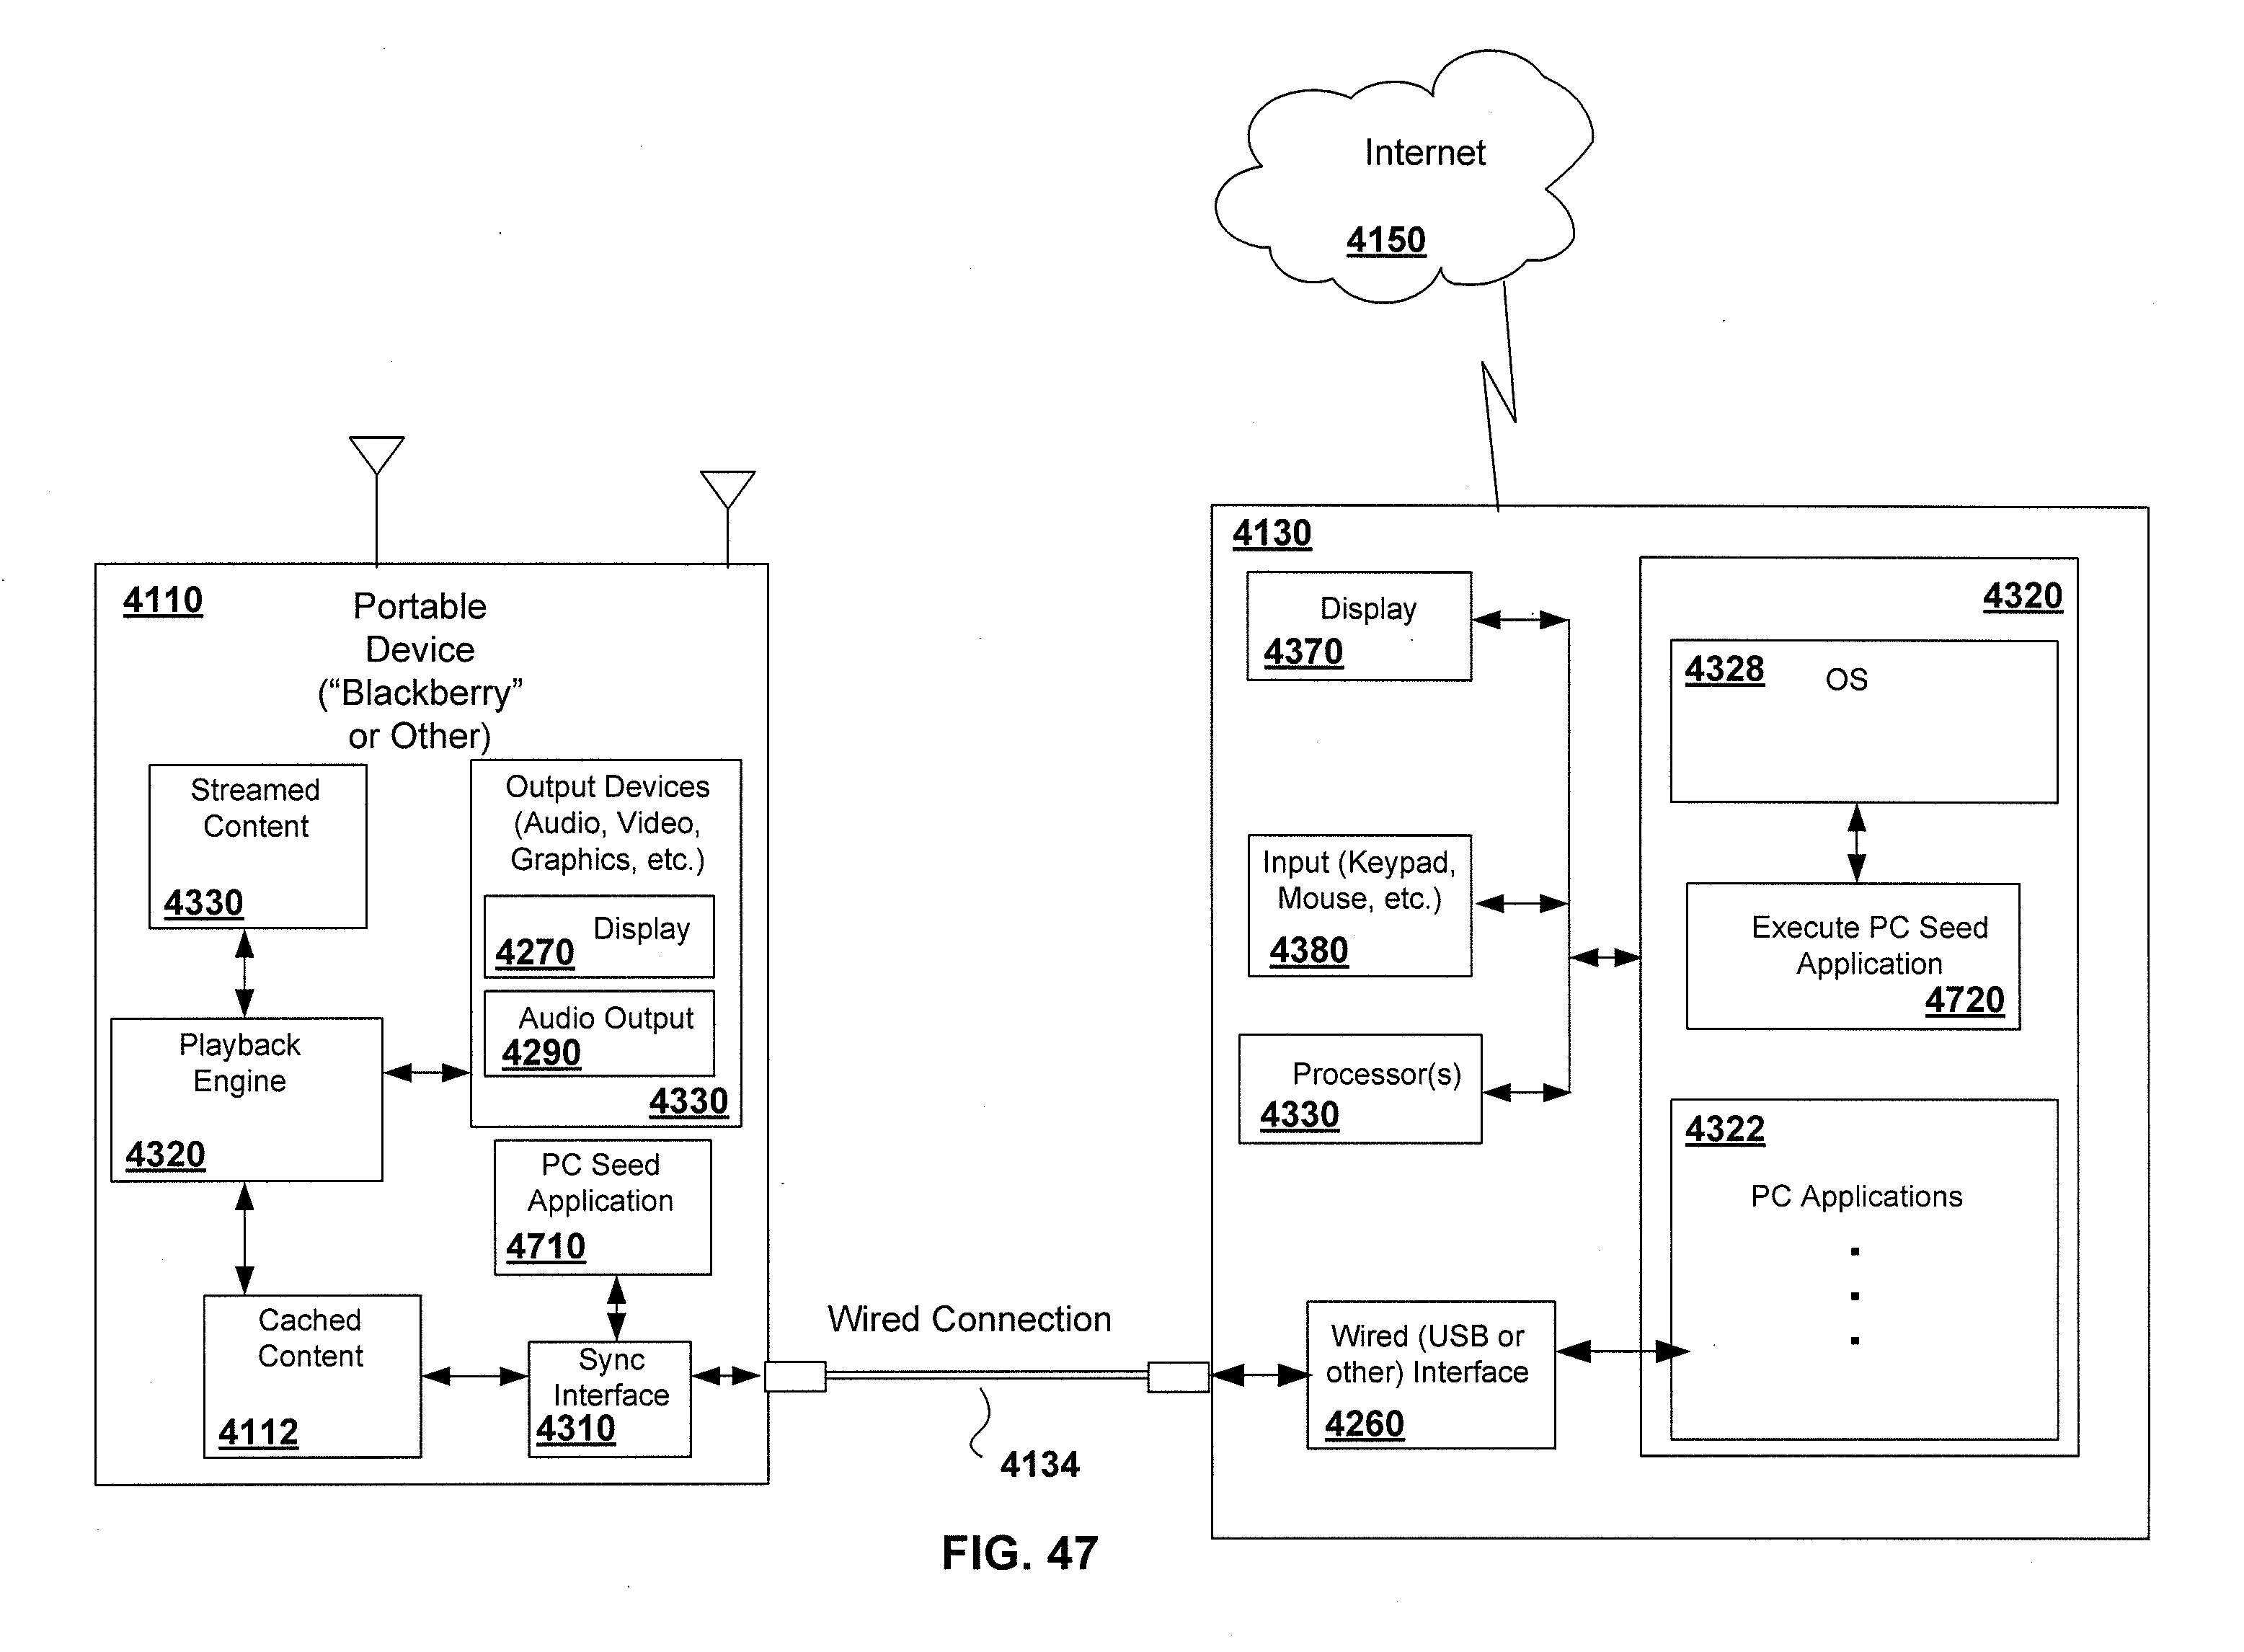 Internet
4150
4110
Portable
Device
(“Blackberry”
or Other)
Streamed
Content
4330
Output Devices
(Audio, Video,
Graphics, etc.)
Display
4270
Audio Output
4290
4330
Playback
Engine
4320
PC Seed
Application
4710
Cached
Content
4112
Sync
Interface
4310
Wired Connection
4134
4130
Display
4370
Input (Keypad,
Mouse, etc.)
4380
Processor(s)
4330
Wired (USB or
other) Interface
4260
4320
4328
OS
Execute PC Seed
Application
4720
4322
PC Applications
FIG. 47